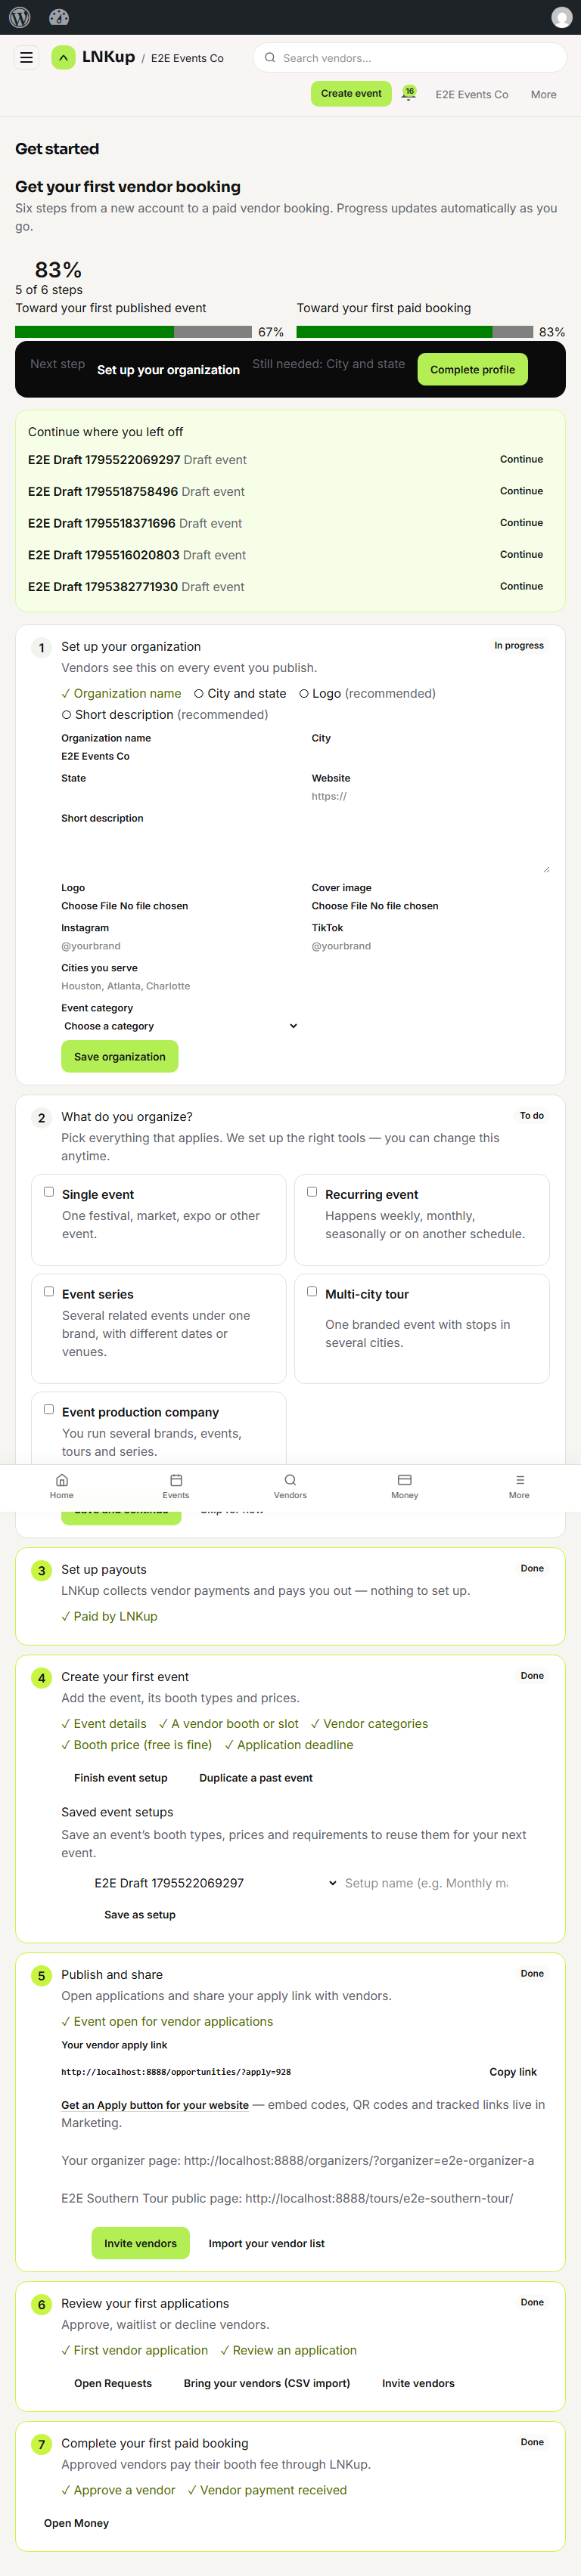 LNKup / E2E Events Co
Search vendors...
Create event
16
E2E Events Co
More
Get started
Get your first vendor booking
Six steps from a new account to a paid vendor booking. Progress updates automatically as you
go.
83%
5 of 6 steps
Toward your first published event
67%
Toward your first paid booking
83%
Next step
Set up your organization
Still needed: City and state
Complete profile
Continue where you left off
E2E Draft 1795522069297 Draft event
Continue
E2E Draft 1795518758496 Draft event
Continue
E2E Draft 1795518371696 Draft event
Continue
E2E Draft 1795516020803 Draft event
Continue
E2E Draft 1795382771930 Draft event
Continue
1
Set up your organization
In progress
Vendors see this on every event you publish.
✓ Organization name ○ City and state ○ Logo (recommended)
○ Short description (recommended)
Organization name
City
E2E Events Co
State
Website
https://
Short description
Logo
Cover image
Choose File No file chosen
Choose File No file chosen
Instagram
TikTok
@yourbrand
@yourbrand
Cities you serve
Houston, Atlanta, Charlotte
Event category
Choose a category
Save organization
2
What do you organize?
To do
Pick everything that applies. We set up the right tools — you can change this
anytime.
Single event
One festival, market, expo or other
event.
Recurring event
Happens weekly, monthly,
seasonally or on another schedule.
Event series
Several related events under one
brand, with different dates or
venues.
Multi-city tour
One branded event with stops in
several cities.
Event production company
You run several brands, events,
tours and series.
Home
Events
Vendors
Money
More
3
Set up payouts
Done
LNKup collects vendor payments and pays you out — nothing to set up.
✓ Paid by LNKup
4
Create your first event
Done
Add the event, its booth types and prices.
✓ Event details ✓ A vendor booth or slot ✓ Vendor categories
✓ Booth price (free is fine) ✓ Application deadline
Finish event setup
Duplicate a past event
Saved event setups
Save an event’s booth types, prices and requirements to reuse them for your next
event.
E2E Draft 1795522069297
Setup name (e.g. Monthly ma
Save as setup
5
Publish and share
Done
Open applications and share your apply link with vendors.
✓ Event open for vendor applications
Your vendor apply link
http://localhost:8888/opportunities/?apply=928
Copy link
Get an Apply button for your website — embed codes, QR codes and tracked links live in
Marketing.
Your organizer page: http://localhost:8888/organizers/?organizer=e2e-organizer-a
E2E Southern Tour public page: http://localhost:8888/tours/e2e-southern-tour/
Invite vendors
Import your vendor list
6
Review your first applications
Done
Approve, waitlist or decline vendors.
✓ First vendor application ✓ Review an application
Open Requests
Bring your vendors (CSV import)
Invite vendors
7
Complete your first paid booking
Done
Approved vendors pay their booth fee through LNKup.
✓ Approve a vendor ✓ Vendor payment received
Open Money